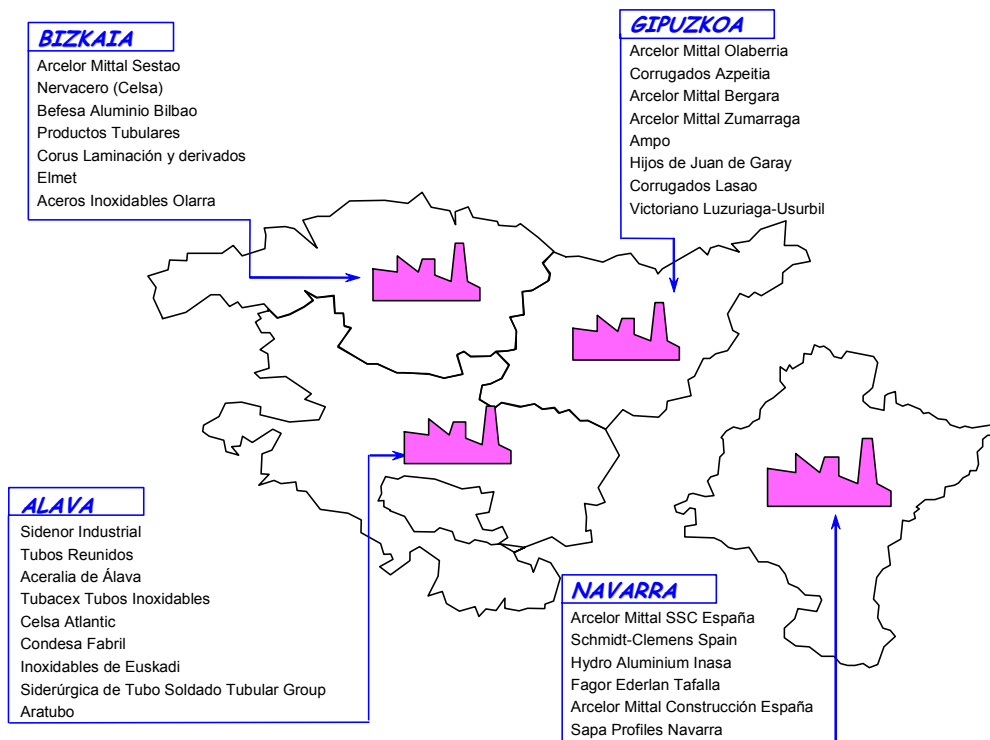 BIZKAIA
Arcelor Mittal Sestao
Nervacero (Celsa)
Befesa Aluminio Bilbao
Productos Tubulares
Corus Laminación y derivados
Elmet
Aceros Inoxidables Olarra
GIPUZKOA
Arcelor Mittal Olaberria
Corrugados Azpeitia
Arcelor Mittal Bergara
Arcelor Mittal Zumarraga
Ampo
Hijos de Juan de Garay
Corrugados Lasao
Victoriano Luzuriaga-Usurbil
ALAVA
Sidenor Industrial
Tubos Reunidos
Aceralia de Álava
Tubacex Tubos Inoxidables
Celsa Atlantic
Condesa Fabril
Inoxidables de Euskadi
Siderúrgica de Tubo Soldado Tubular Group
Aratubo
NAVARRA
Arcelor Mittal SSC España
Schmidt-Clemens Spain
Hydro Aluminium Inasa
Fagor Ederlan Tafalla
Arcelor Mittal Construcción España
Sapa Profiles Navarra